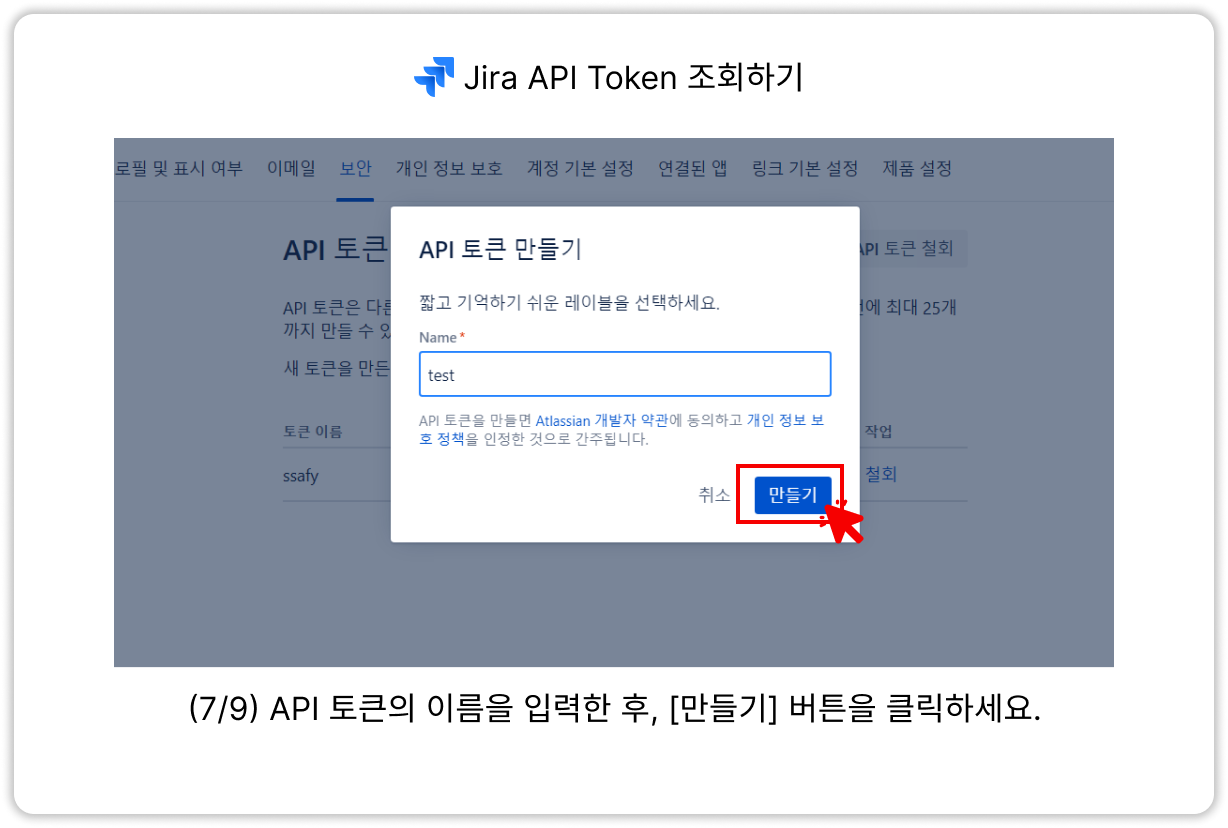 Jira API Token 조회하기
로필 및 표시 여부 이메일 보안 개인 정보 보호 계정 기본 설정 연결된 앱 링크 기본 설정 제품 설정
API 토큰
API 토큰 철회
API 토큰은 다른
전에 최대 25개
까지 만들 수 있
새 토큰을 만든
토큰 이름
작업
ssafy
철회
API 토큰 만들기
짧고 기억하기 쉬운 레이블을 선택하세요.
Name*
test
API 토큰을 만들면 Atlassian 개발자 약관에 동의하고 개인 정보 보
호 정책을 인정한 것으로 간주됩니다.
취소 만들기
(7/9) API 토큰의 이름을 입력한 후, [만들기] 버튼을 클릭하세요.